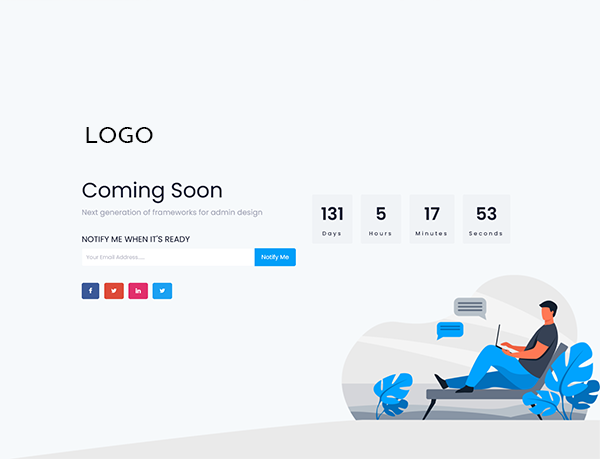 LOGO
Coming Soon
Next generation of frameworks for admin design
NOTIFY ME WHEN IT'S READY
Your Email Address.....
Notify Me
131
Days
5
Hours
17
Minutes
53
Seconds